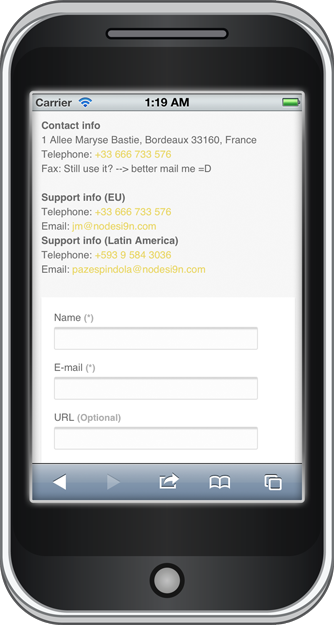 Carrier 1:19 AM
Contact info
1 Allee Maryse Bastie, Bordeaux 33160, France
Telephone: +33 666 733 576
Fax: Still use it? --> better mail me =D
Support info (EU)
Telephone: +33 666 733 576
Email: jm@nodesi9n.com
Support info (Latin America)
Telephone: +593 9 584 3036
Email: pazespindola@nodesi9n.com
Name (*)
E-mail (*)
URL (Optional)